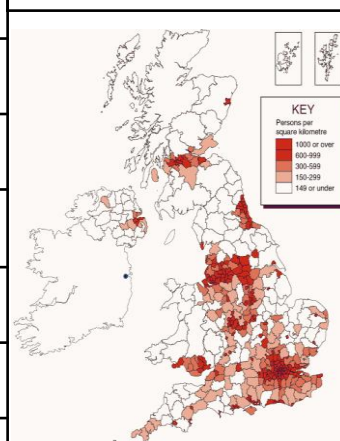 KEY
Persons per
square kilometre
1000 or over
600-999
300-599
150-299
149 or under